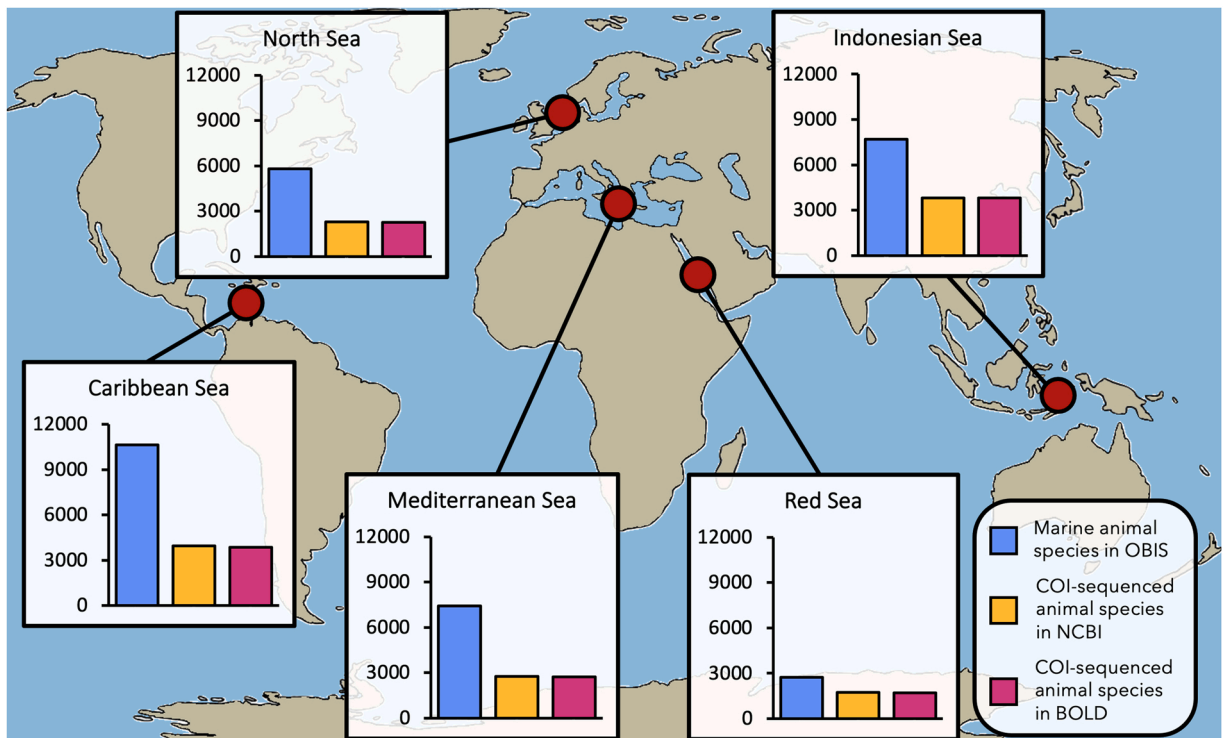 North Sea
12000
9000
6000
3000
0
Indonesian Sea
12000
9000
6000
3000
0
Caribbean Sea
12000
9000
6000
3000
0
Mediterranean Sea
12000
9000
6000
3000
0
Red Sea
12000
9000
6000
3000
0
Marine animal
species in OBIS
COI-sequenced
animal species
in NCBI
COI-sequenced
animal species
in BOLD